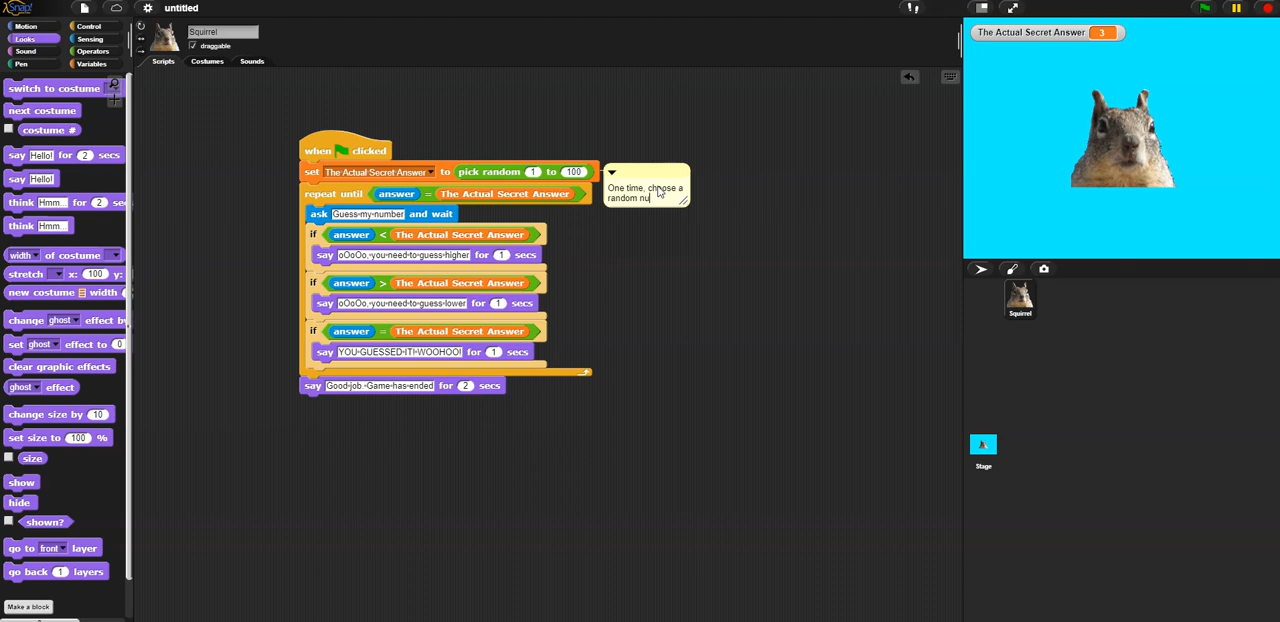 Snap!
untitled
Motion
Control
Looks
Sensing
Sound
Operators
Pen
Variables
Squirrel
draggable
Scripts
Costumes
Sounds
switch to costume
next costume
costume #
say Hello! for 2 secs
say Hello!
think Hmm... for 2 sec
think Hmm...
width of costume
stretch x: 100 y:
new costume width
change ghost effect by
set ghost effect to 0
clear graphic effects
ghost effect
change size by 10
set size to 100 %
size
show
hide
shown?
go to front layer
go back 1 layers
Make a block
when clicked
set The Actual Secret Answer to pick random 1 to 100
repeat until answer = The Actual Secret Answer
ask Guess my number and wait
if answer < The Actual Secret Answer
say oOoOo, you need to guess higher for 1 secs
if answer > The Actual Secret Answer
say oOoOo, you need to guess lower for 1 secs
if answer = The Actual Secret Answer
say YOU GUESSED IT! WOOHOO! for 1 secs
say Good job Game has ended for 2 secs
One time, choose a
random nu
The Actual Secret Answer 3
Squirrel
Stage